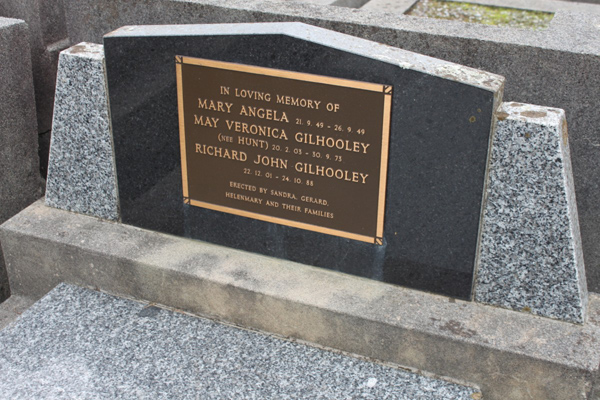 IN LOVING MEMORY OF
MARY ANGELA 21. 9. 49 - 26. 9. 49
MAY VERONICA GILHOOLEY
(NEE HUNT) 20. 2. 05 - 30. 9. 75
RICHARD JOHN GILHOOLEY
22. 12. 01 - 24. 10. 88
ERECTED BY SANDRA, GERARD,
HELENMARY AND THEIR FAMILIES